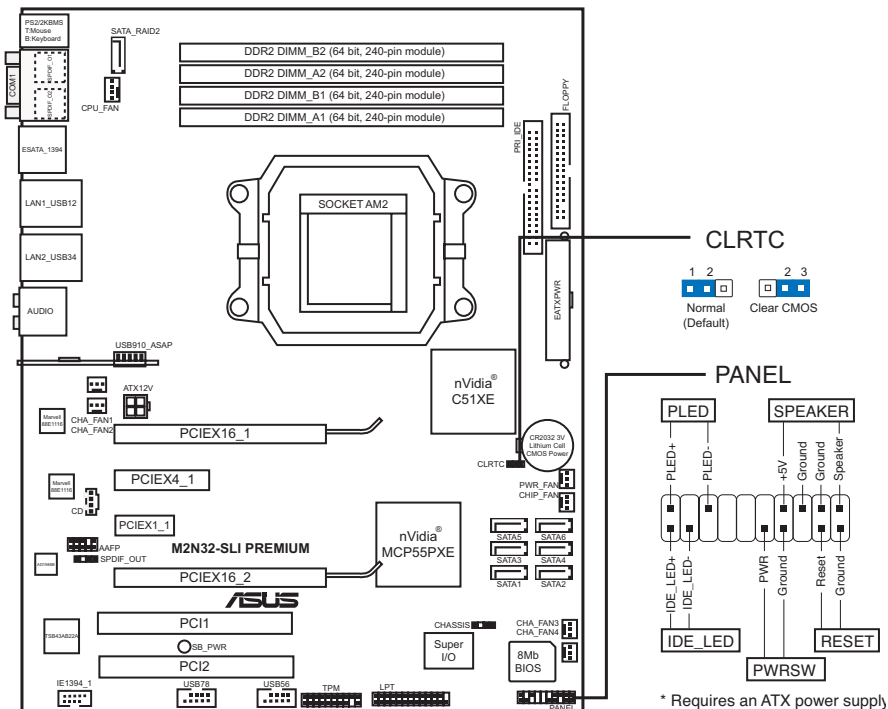 PS2/2KBMS
T:Mouse
B:Keyboard
SATA_RAID2
SPDIF_O1
COM1
SPDIF_O2
CPU_FAN
DDR2 DIMM_B2 (64 bit, 240-pin module)
DDR2 DIMM_A2 (64 bit, 240-pin module)
DDR2 DIMM_B1 (64 bit, 240-pin module)
DDR2 DIMM_A1 (64 bit, 240-pin module)
FLOPPY
PRI_IDE
ESATA_1394
LAN1_USB12
LAN2_USB34
AUDIO
SOCKET AM2
EATXPWR
CLRTC
1 2
2 3
Normal
(Default)
Clear CMOS
USB910_ASAP
ATX12V
CHA_FAN1
CHA_FAN2
Marvell
88E1116
nVidia®
C51XE
PCIEX16_1
CR2032 3V
Lithium Cell
CMOS Power
CLRTC
PWR_FAN
CHIP_FAN
PCIEX4_1
Marvell
88E1116
CD
PCIEX1_1
AAFP
SPDIF_OUT
M2N32-SLI PREMIUM
nVidia®
MCP55PXE
SATA5
SATA6
SATA3
SATA4
SATA1
SATA2
PCIEX16_2
ASUS
PCI1
TSB43AB22A
SB_PWR
PCI2
CHASSIS
Super
I/O
8Mb
BIOS
CHA_FAN3
CHA_FAN4
IE1394_1
USB78
USB56
TPM
LPT
PANEL
PANEL
PLED
SPEAKER
PLED+
PLED-
+5V
Ground
Ground
Speaker
IDE_LED+
IDE_LED-
PWR
Ground
Reset
Ground
IDE_LED
RESET
PWRSW
* Requires an ATX power supply